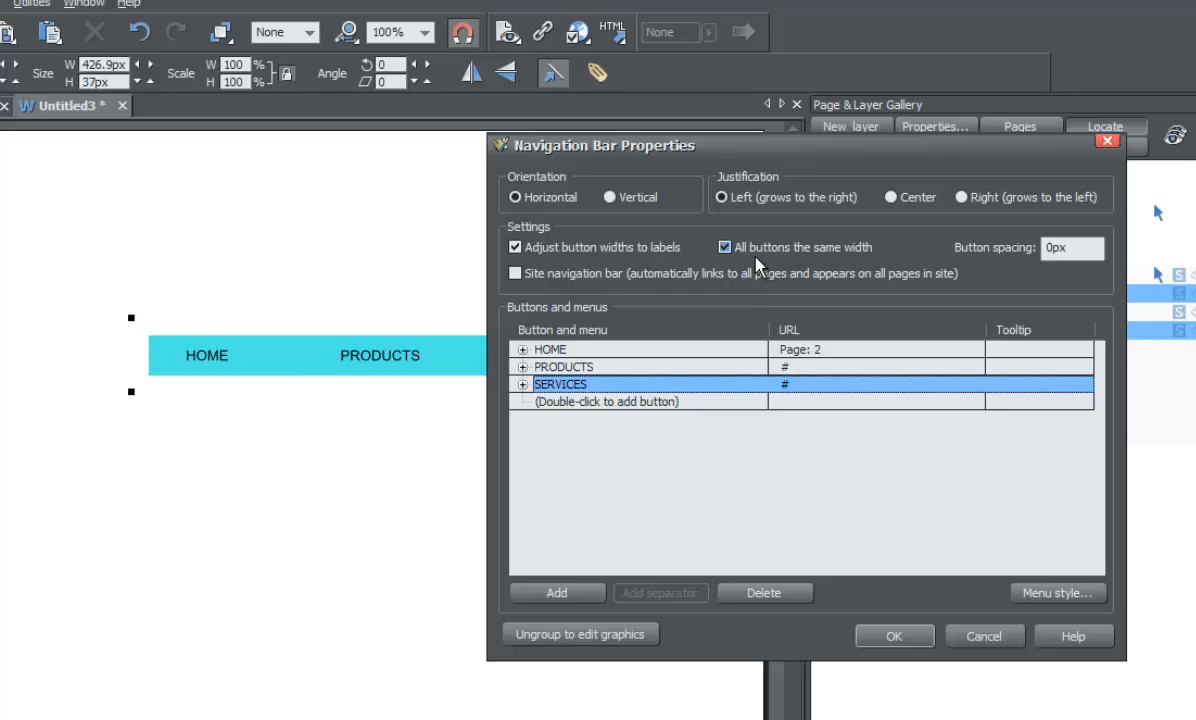 Utilities Window Help
None 100% HTML None
Size W 426.9px H 37px Scale W 100 % H 100 % Angle 0 0
Untitled3 *
Page & Layer Gallery
New layer Properties... Pages Locate
Navigation Bar Properties
Orientation
Horizontal Vertical
Justification
Left (grows to the right) Center Right (grows to the left)
Settings
Adjust button widths to labels All buttons the same width Button spacing: 0px
Site navigation bar (automatically links to all pages and appears on all pages in site)
Buttons and menus
Button and menu URL Tooltip
HOME Page: 2
PRODUCTS #
SERVICES #
(Double-click to add button)
Add Add separator Delete Menu style...
Ungroup to edit graphics OK Cancel Help
HOME PRODUCTS